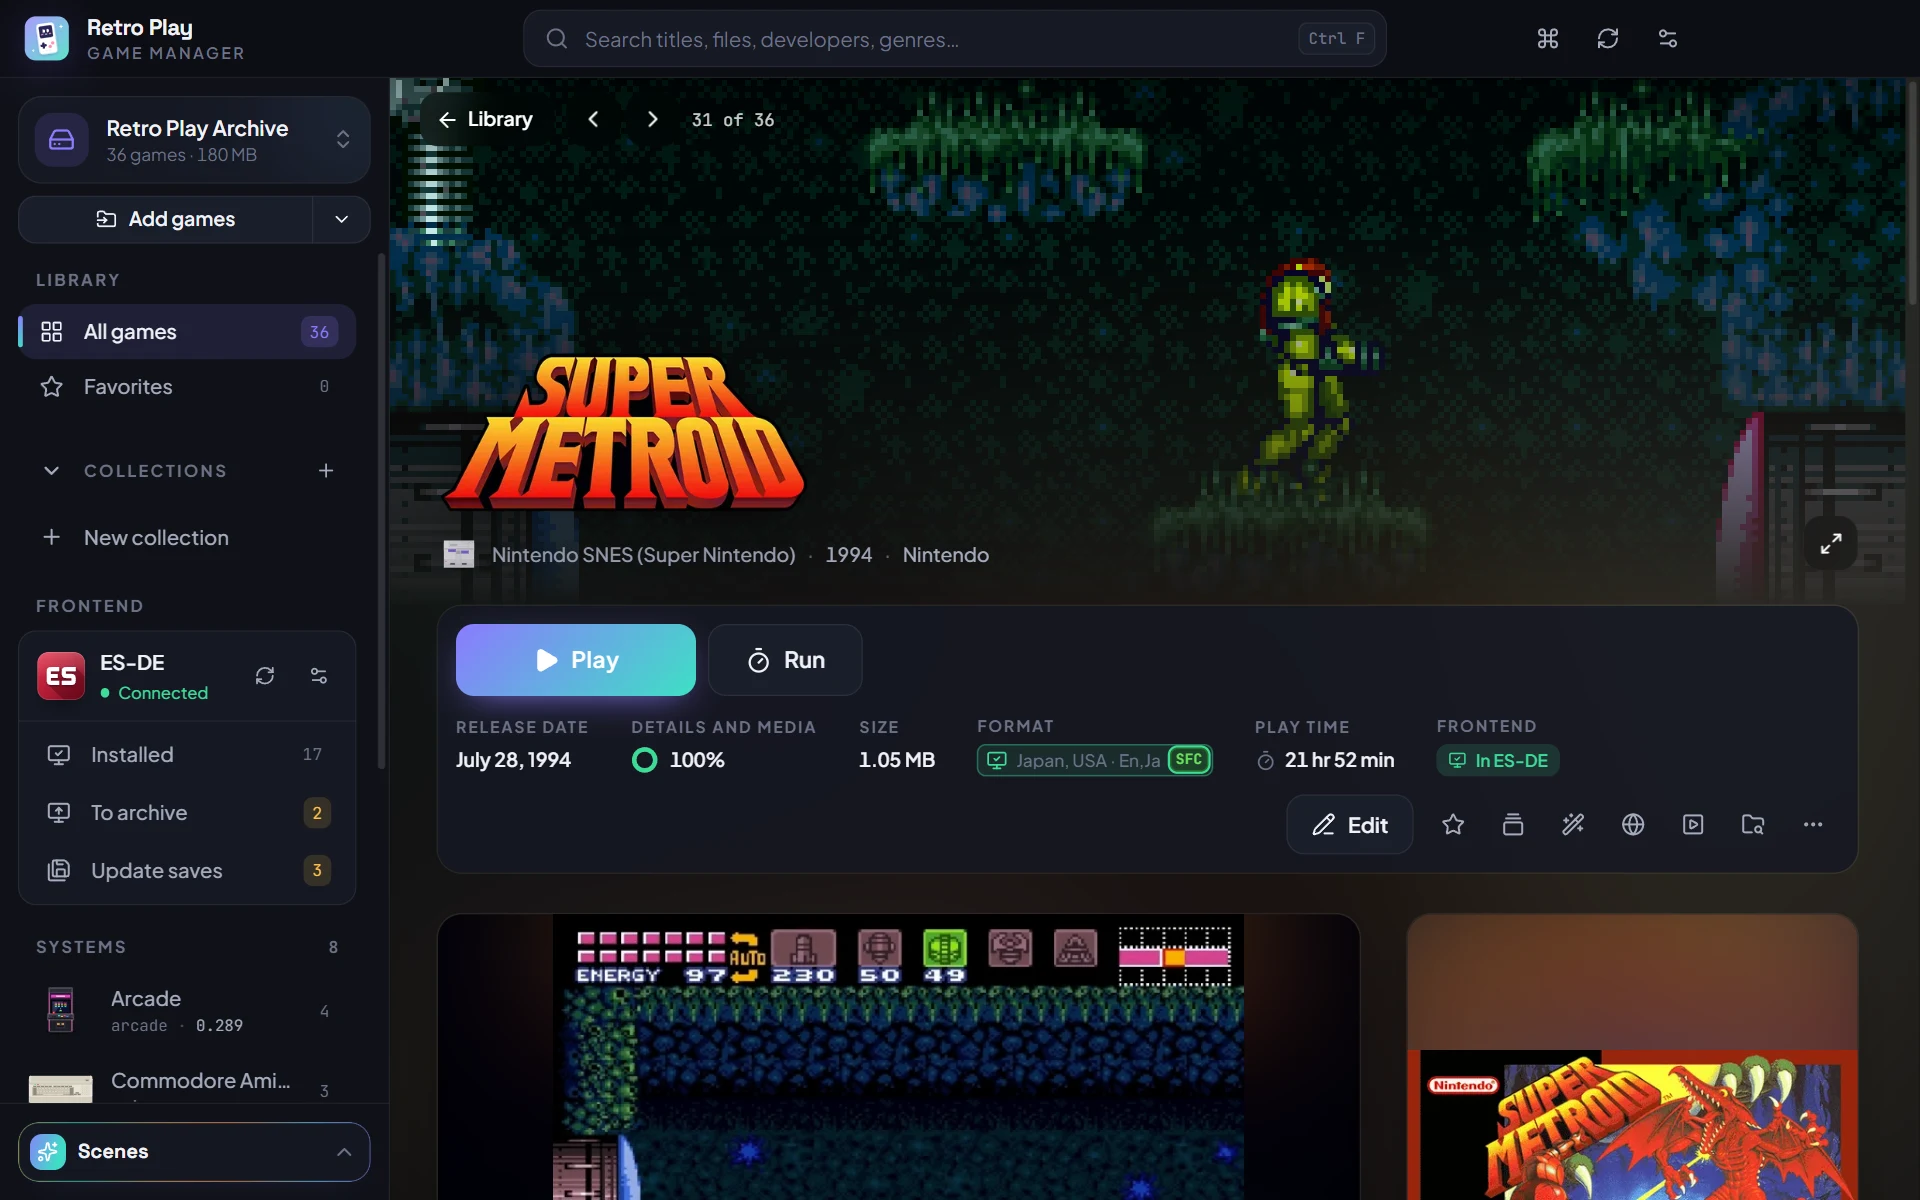 Retro Play
GAME MANAGER
Search titles, files, developers, genres...
Ctrl F
Retro Play Archive
36 games · 180 MB
Add games
LIBRARY
All games
36
Favorites
0
COLLECTIONS
New collection
FRONTEND
ES
ES-DE
Connected
Installed
17
To archive
2
Update saves
3
SYSTEMS
8
Arcade
4
arcade · 0.289
Commodore Ami...
3
Scenes
Library
31 of 36
SUPER
METROID
Nintendo SNES (Super Nintendo) · 1994 · Nintendo
Play
Run
RELEASE DATE
July 28, 1994
DETAILS AND MEDIA
100%
SIZE
1.05 MB
FORMAT
Japan, USA · En,Ja
SFC
PLAY TIME
21 hr 52 min
FRONTEND
In ES-DE
Edit
AUTO
ENERGY 97
230
50
49
Nintendo
SUPER
METROID
TM